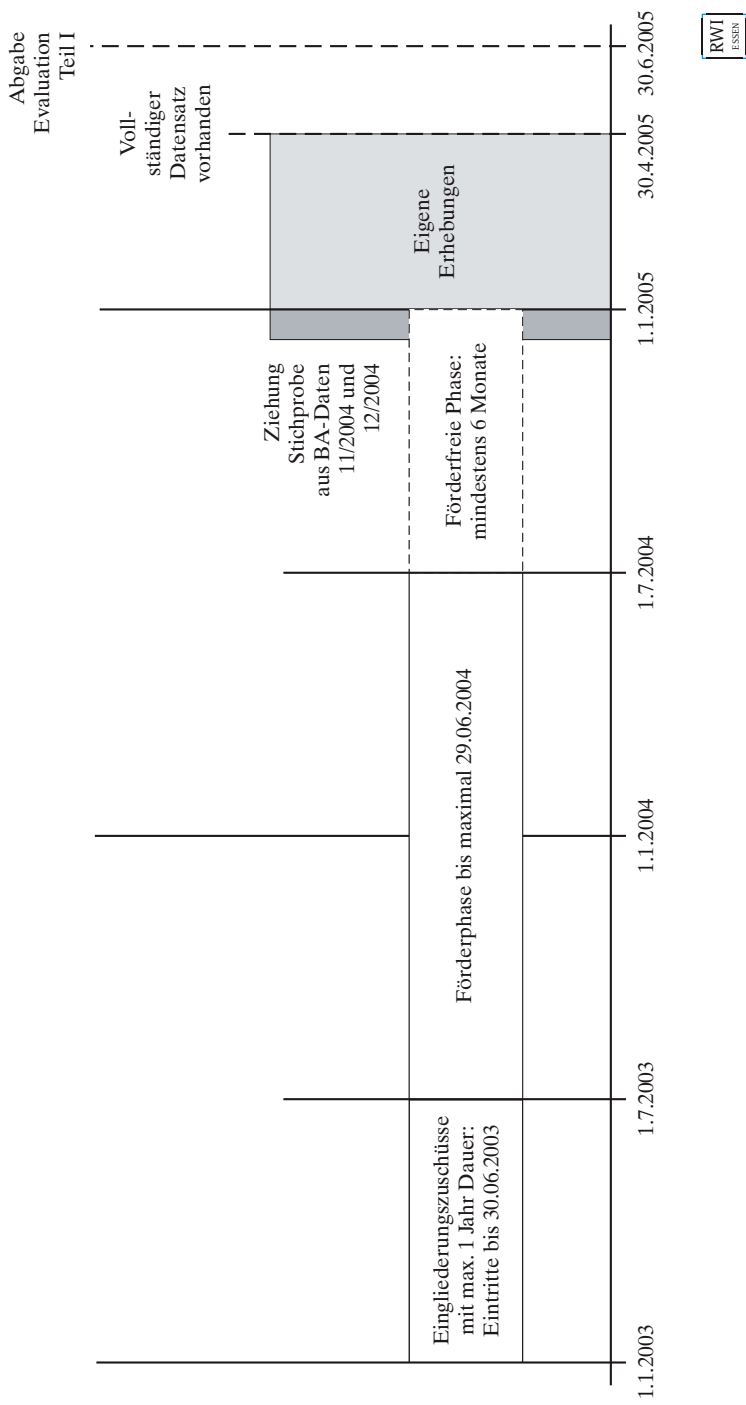 Abgabe
Evaluation
Teil I
Voll-
ständiger
Datensatz
vorhanden
Ziehung
Stichprobe
aus BA-Daten
11/2004 und
12/2004
Eigene
Erhebungen
Eingliederungszuschüsse
mit max. 1 Jahr Dauer:
Eintritte bis 30.06.2003
Förderphase bis maximal 29.06.2004
Förderfreie Phase:
mindestens 6 Monate
1.1.2003
1.7.2003
1.1.2004
1.7.2004
1.1.2005
30.4.2005
30.6.2005
RWI
ESSEN